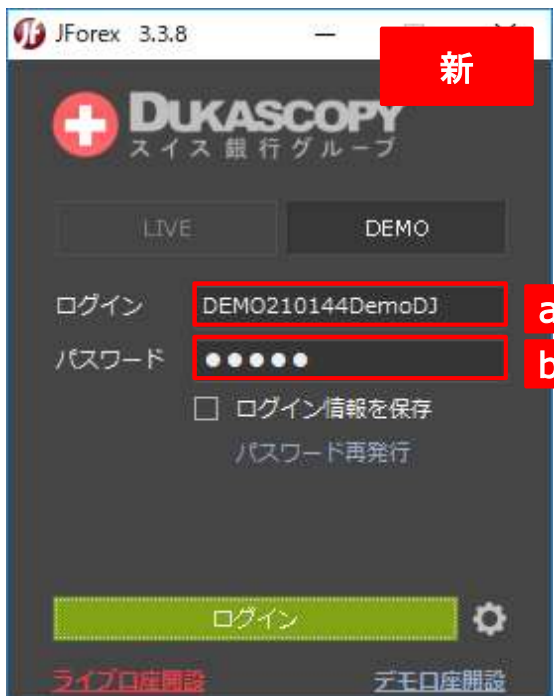 JForex 3.3.8
新
DUKASCOPY
スイス銀行グループ
LIVE DEMO
ログイン DEMO210144DemoDJ a
パスワード ●●●●● b
ログイン情報を保存
パスワード再発行
ログイン
ライブ口座開設 デモ口座開設